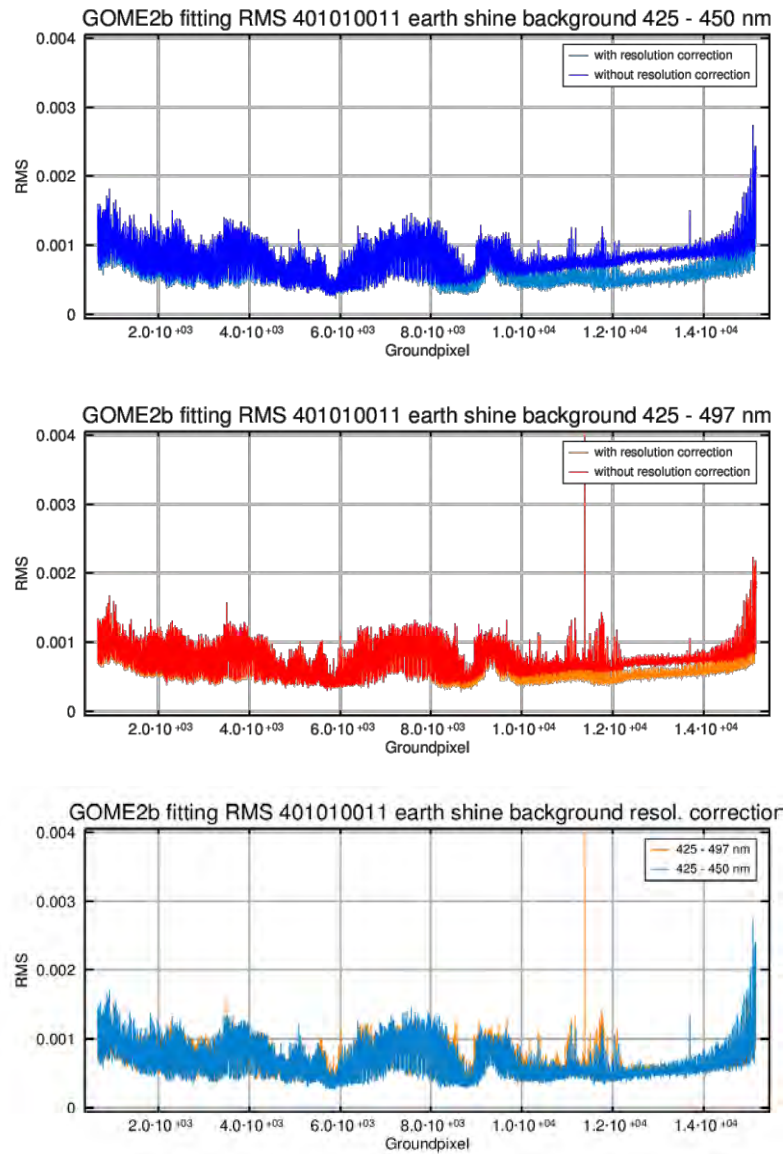 GOME2b fitting RMS 401010011 earth shine background 425 - 450 nm
0.004
with resolution correction
without resolution correction
0.003
RMS
0.002
0.001
0
2.0·10 +03 4.0·10 +03 6.0·10 +03 8.0·10 +03 1.0·10 +04 1.2·10 +04 1.4·10 +04
Groundpixel
GOME2b fitting RMS 401010011 earth shine background 425 - 497 nm
0.004
with resolution correction
without resolution correction
0.003
RMS
0.002
0.001
0
2.0·10 +03 4.0·10 +03 6.0·10 +03 8.0·10 +03 1.0·10 +04 1.2·10 +04 1.4·10 +04
Groundpixel
GOME2b fitting RMS 401010011 earth shine background resol. correction
0.004
425 - 497 nm
425 - 450 nm
0.003
RMS
0.002
0.001
0
2.0·10 +03 4.0·10 +03 6.0·10 +03 8.0·10 +03 1.0·10 +04 1.2·10 +04 1.4·10 +04
Groundpixel